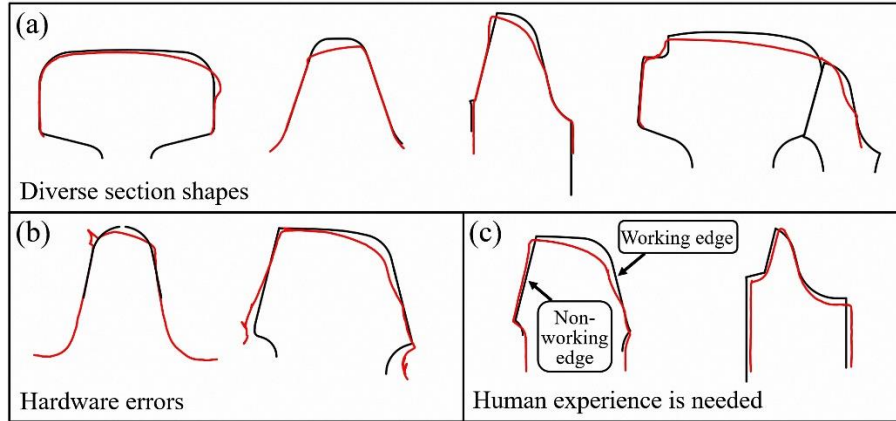 (a)
Diverse section shapes
(b)
Hardware errors
(c)
Working edge
Non-
working
edge
Human experience is needed